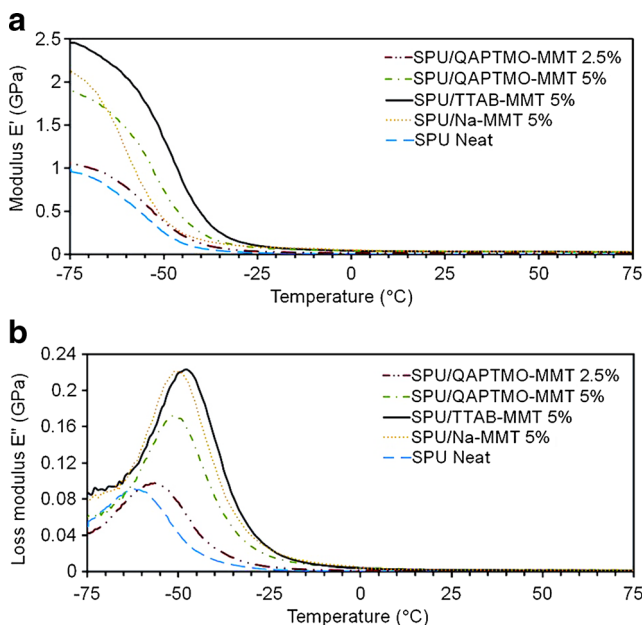 a
2.5
2
1.5
1
0.5
0
Modulus E' (GPa)
SPU/QAPTMO-MMT 2.5%
SPU/QAPTMO-MMT 5%
SPU/TTAB-MMT 5%
SPU/Na-MMT 5%
SPU Neat
-75 -50 -25 0 25 50 75
Temperature (°C)
b
0.24
0.2
0.16
0.12
0.08
0.04
0
Loss modulus E" (GPa)
SPU/QAPTMO-MMT 2.5%
SPU/QAPTMO-MMT 5%
SPU/TTAB-MMT 5%
SPU/Na-MMT 5%
SPU Neat
-75 -50 -25 0 25 50 75
Temperature (°C)